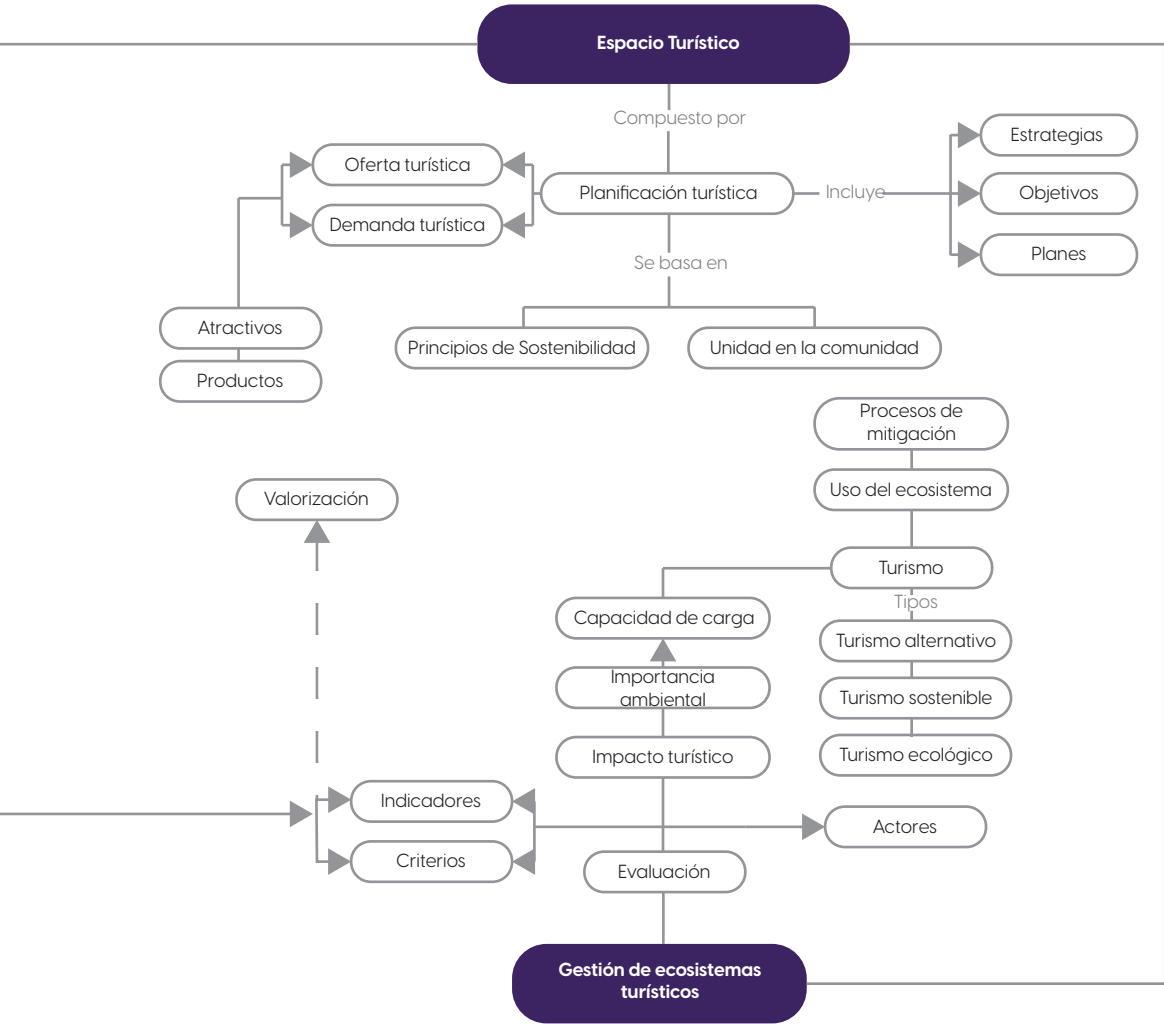 Espacio Turístico
Compuesto por
Estrategias
Oferta turística
Planificación turística
Incluye
Objetivos
Demanda turística
Planes
Se basa en
Atractivos
Principios de Sostenibilidad
Unidad en la comunidad
Productos
Procesos de
mitigación
Valorización
Uso del ecosistema
Turismo
Tipos
Capacidad de carga
Turismo alternativo
Importancia
ambiental
Turismo sostenible
Impacto turístico
Turismo ecológico
Indicadores
Actores
Criterios
Evaluación
Gestión de ecosistemas
turísticos